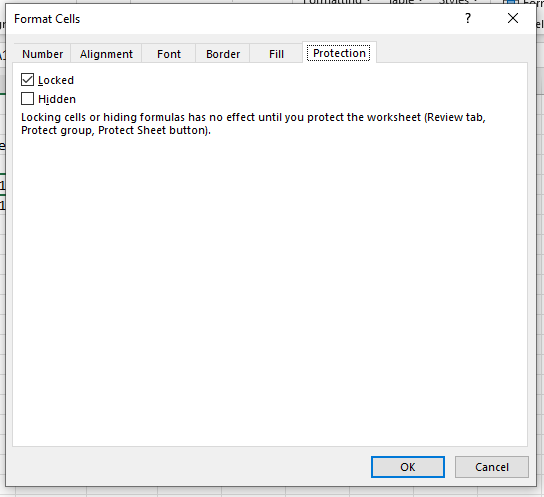 Format Cells
?
Number Alignment Font Border Fill Protection
Locked
Hidden
Locking cells or hiding formulas has no effect until you protect the worksheet (Review tab,
Protect group, Protect Sheet button).
OK Cancel